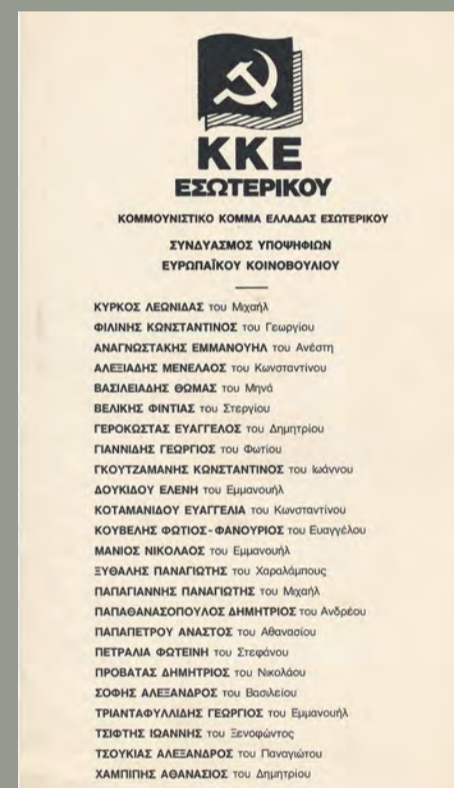 ΚΚΕ
ΕΣΩΤΕΡΙΚΟΥ
ΚΟΜΜΟΥΝΙΣΤΙΚΟ ΚΟΜΜΑ ΕΛΛΑΔΑΣ ΕΣΩΤΕΡΙΚΟΥ
ΣΥΝΔΥΑΣΜΟΣ ΥΠΟΨΗΦΙΩΝ
ΕΥΡΩΠΑΪΚΟΥ ΚΟΙΝΟΒΟΥΛΙΟΥ
ΚΥΡΚΟΣ ΛΕΩΝΙΔΑΣ του Μιχαήλ
ΦΙΛΙΝΗΣ ΚΩΝΣΤΑΝΤΙΝΟΣ του Γεωργίου
ΑΝΑΓΝΩΣΤΑΚΗΣ ΕΜΜΑΝΟΥΗΛ του Ανέστη
ΑΛΕΞΙΑΔΗΣ ΜΕΝΕΛΑΟΣ του Κωνσταντίνου
ΒΑΣΙΛΕΙΑΔΗΣ ΘΩΜΑΣ του Μηνά
ΒΕΛΙΚΗΣ ΦΙΝΤΙΑΣ του Στεργίου
ΓΕΡΟΚΩΣΤΑΣ ΕΥΑΓΓΕΛΟΣ του Δημητρίου
ΓΙΑΝΝΙΔΗΣ ΓΕΩΡΓΙΟΣ του Φωτίου
ΓΚΟΥΤΖΑΜΑΝΗΣ ΚΩΝΣΤΑΝΤΙΝΟΣ του Ιωάννου
ΔΟΥΚΙΔΟΥ ΕΛΕΝΗ του Εμμανουήλ
ΚΟΤΑΜΑΝΙΔΟΥ ΕΥΑΓΓΕΛΙΑ του Κωνσταντίνου
ΚΟΥΒΕΛΗΣ ΦΩΤΙΟΣ-ΦΑΝΟΥΡΙΟΣ του Ευαγγέλου
ΜΑΝΙΟΣ ΝΙΚΟΛΑΟΣ του Εμμανουήλ
ΞΥΘΑΛΗΣ ΠΑΝΑΓΙΩΤΗΣ του Χαραλάμπους
ΠΑΠΑΓΙΑΝΝΗΣ ΠΑΝΑΓΙΩΤΗΣ του Μιχαήλ
ΠΑΠΑΘΑΝΑΣΟΠΟΥΛΟΣ ΔΗΜΗΤΡΙΟΣ του Ανδρέου
ΠΑΠΑΠΕΤΡΟΥ ΑΝΑΣΤΟΣ του Αθανασίου
ΠΕΤΡΑΛΙΑ ΦΩΤΕΙΝΗ του Στεφάνου
ΠΡΟΒΑΤΑΣ ΔΗΜΗΤΡΙΟΣ του Νικολάου
ΣΟΦΗΣ ΑΛΕΞΑΝΔΡΟΣ του Βασιλείου
ΤΡΙΑΝΤΑΦΥΛΛΙΔΗΣ ΓΕΩΡΓΙΟΣ του Εμμανουήλ
ΤΣΙΦΤΗΣ ΙΩΑΝΝΗΣ του Ξενοφώντος
ΤΣΟΥΚΙΑΣ ΑΛΕΞΑΝΔΡΟΣ του Παναγιώτου
ΧΑΜΠΙΠΗΣ ΑΘΑΝΑΣΙΟΣ του Δημητρίου